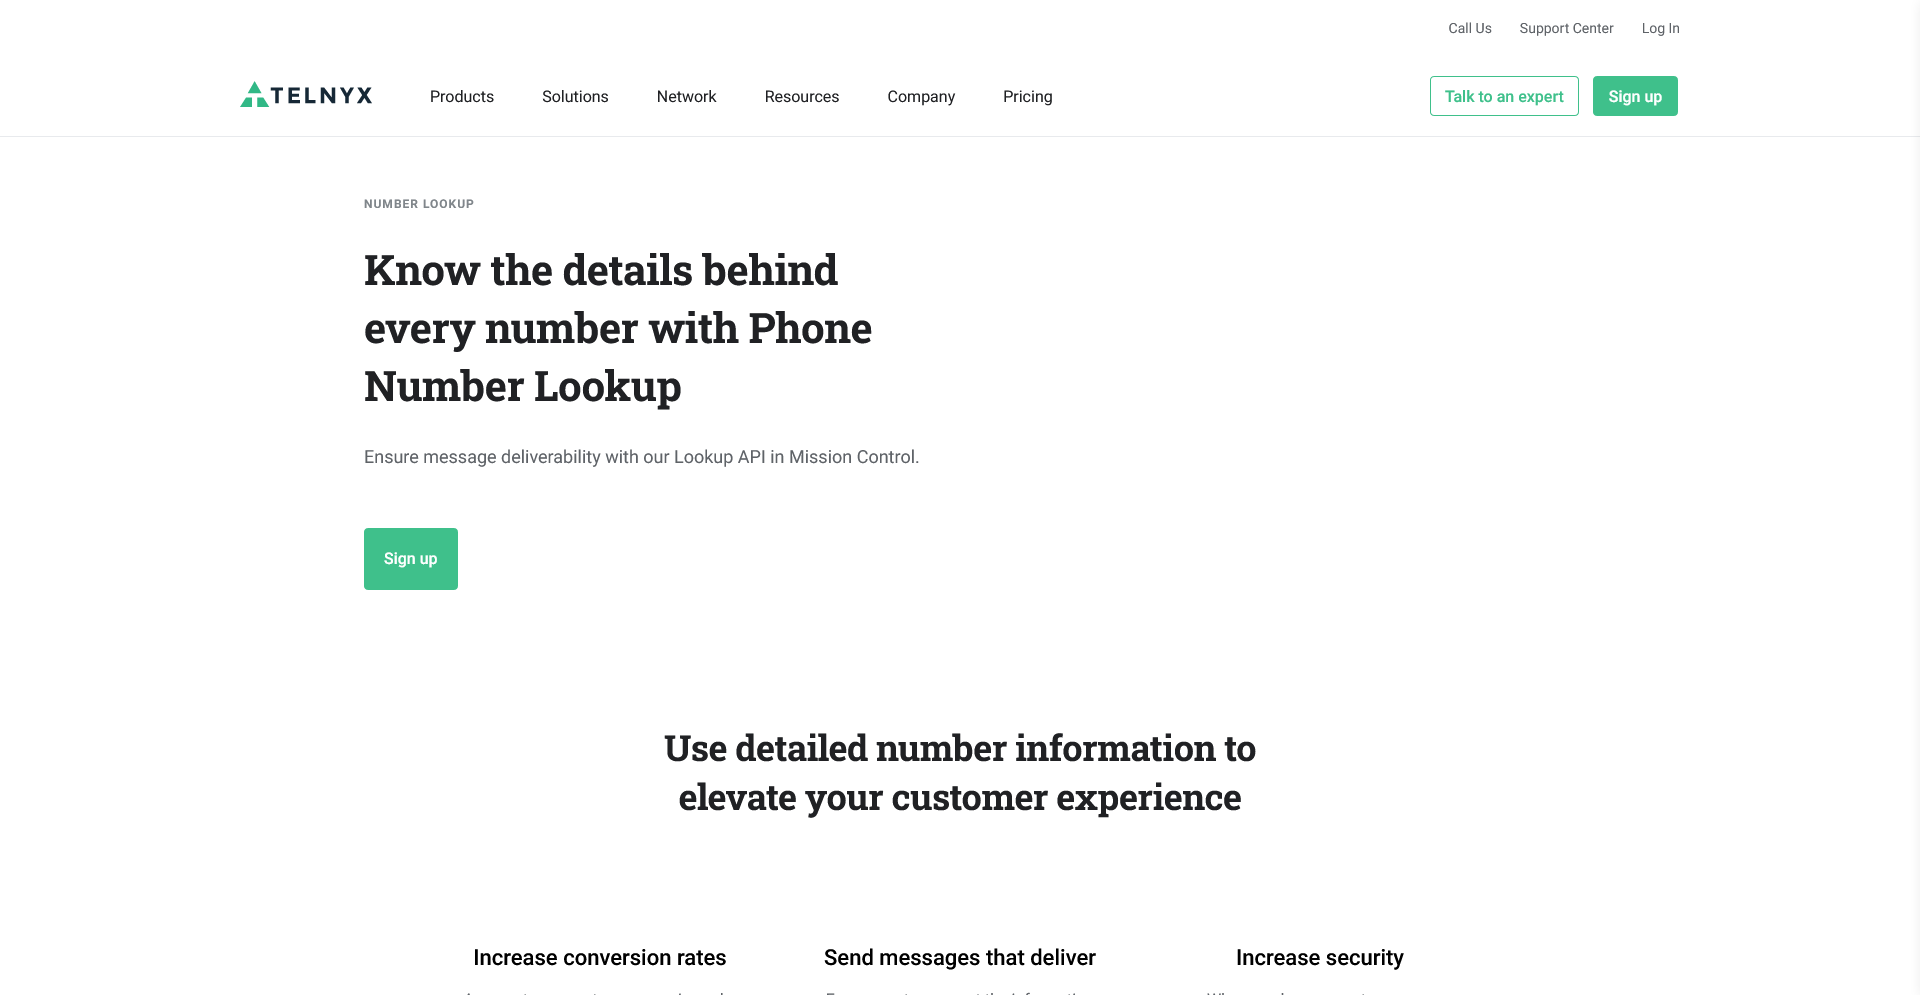 Call Us
Support Center
Log In
TELNYX
Products
Solutions
Network
Resources
Company
Pricing
Talk to an expert
Sign up
NUMBER LOOKUP
Know the details behind
every number with Phone
Number Lookup
Ensure message deliverability with our Lookup API in Mission Control.
Sign up
Use detailed number information to
elevate your customer experience
Increase conversion rates
Send messages that deliver
Increase security